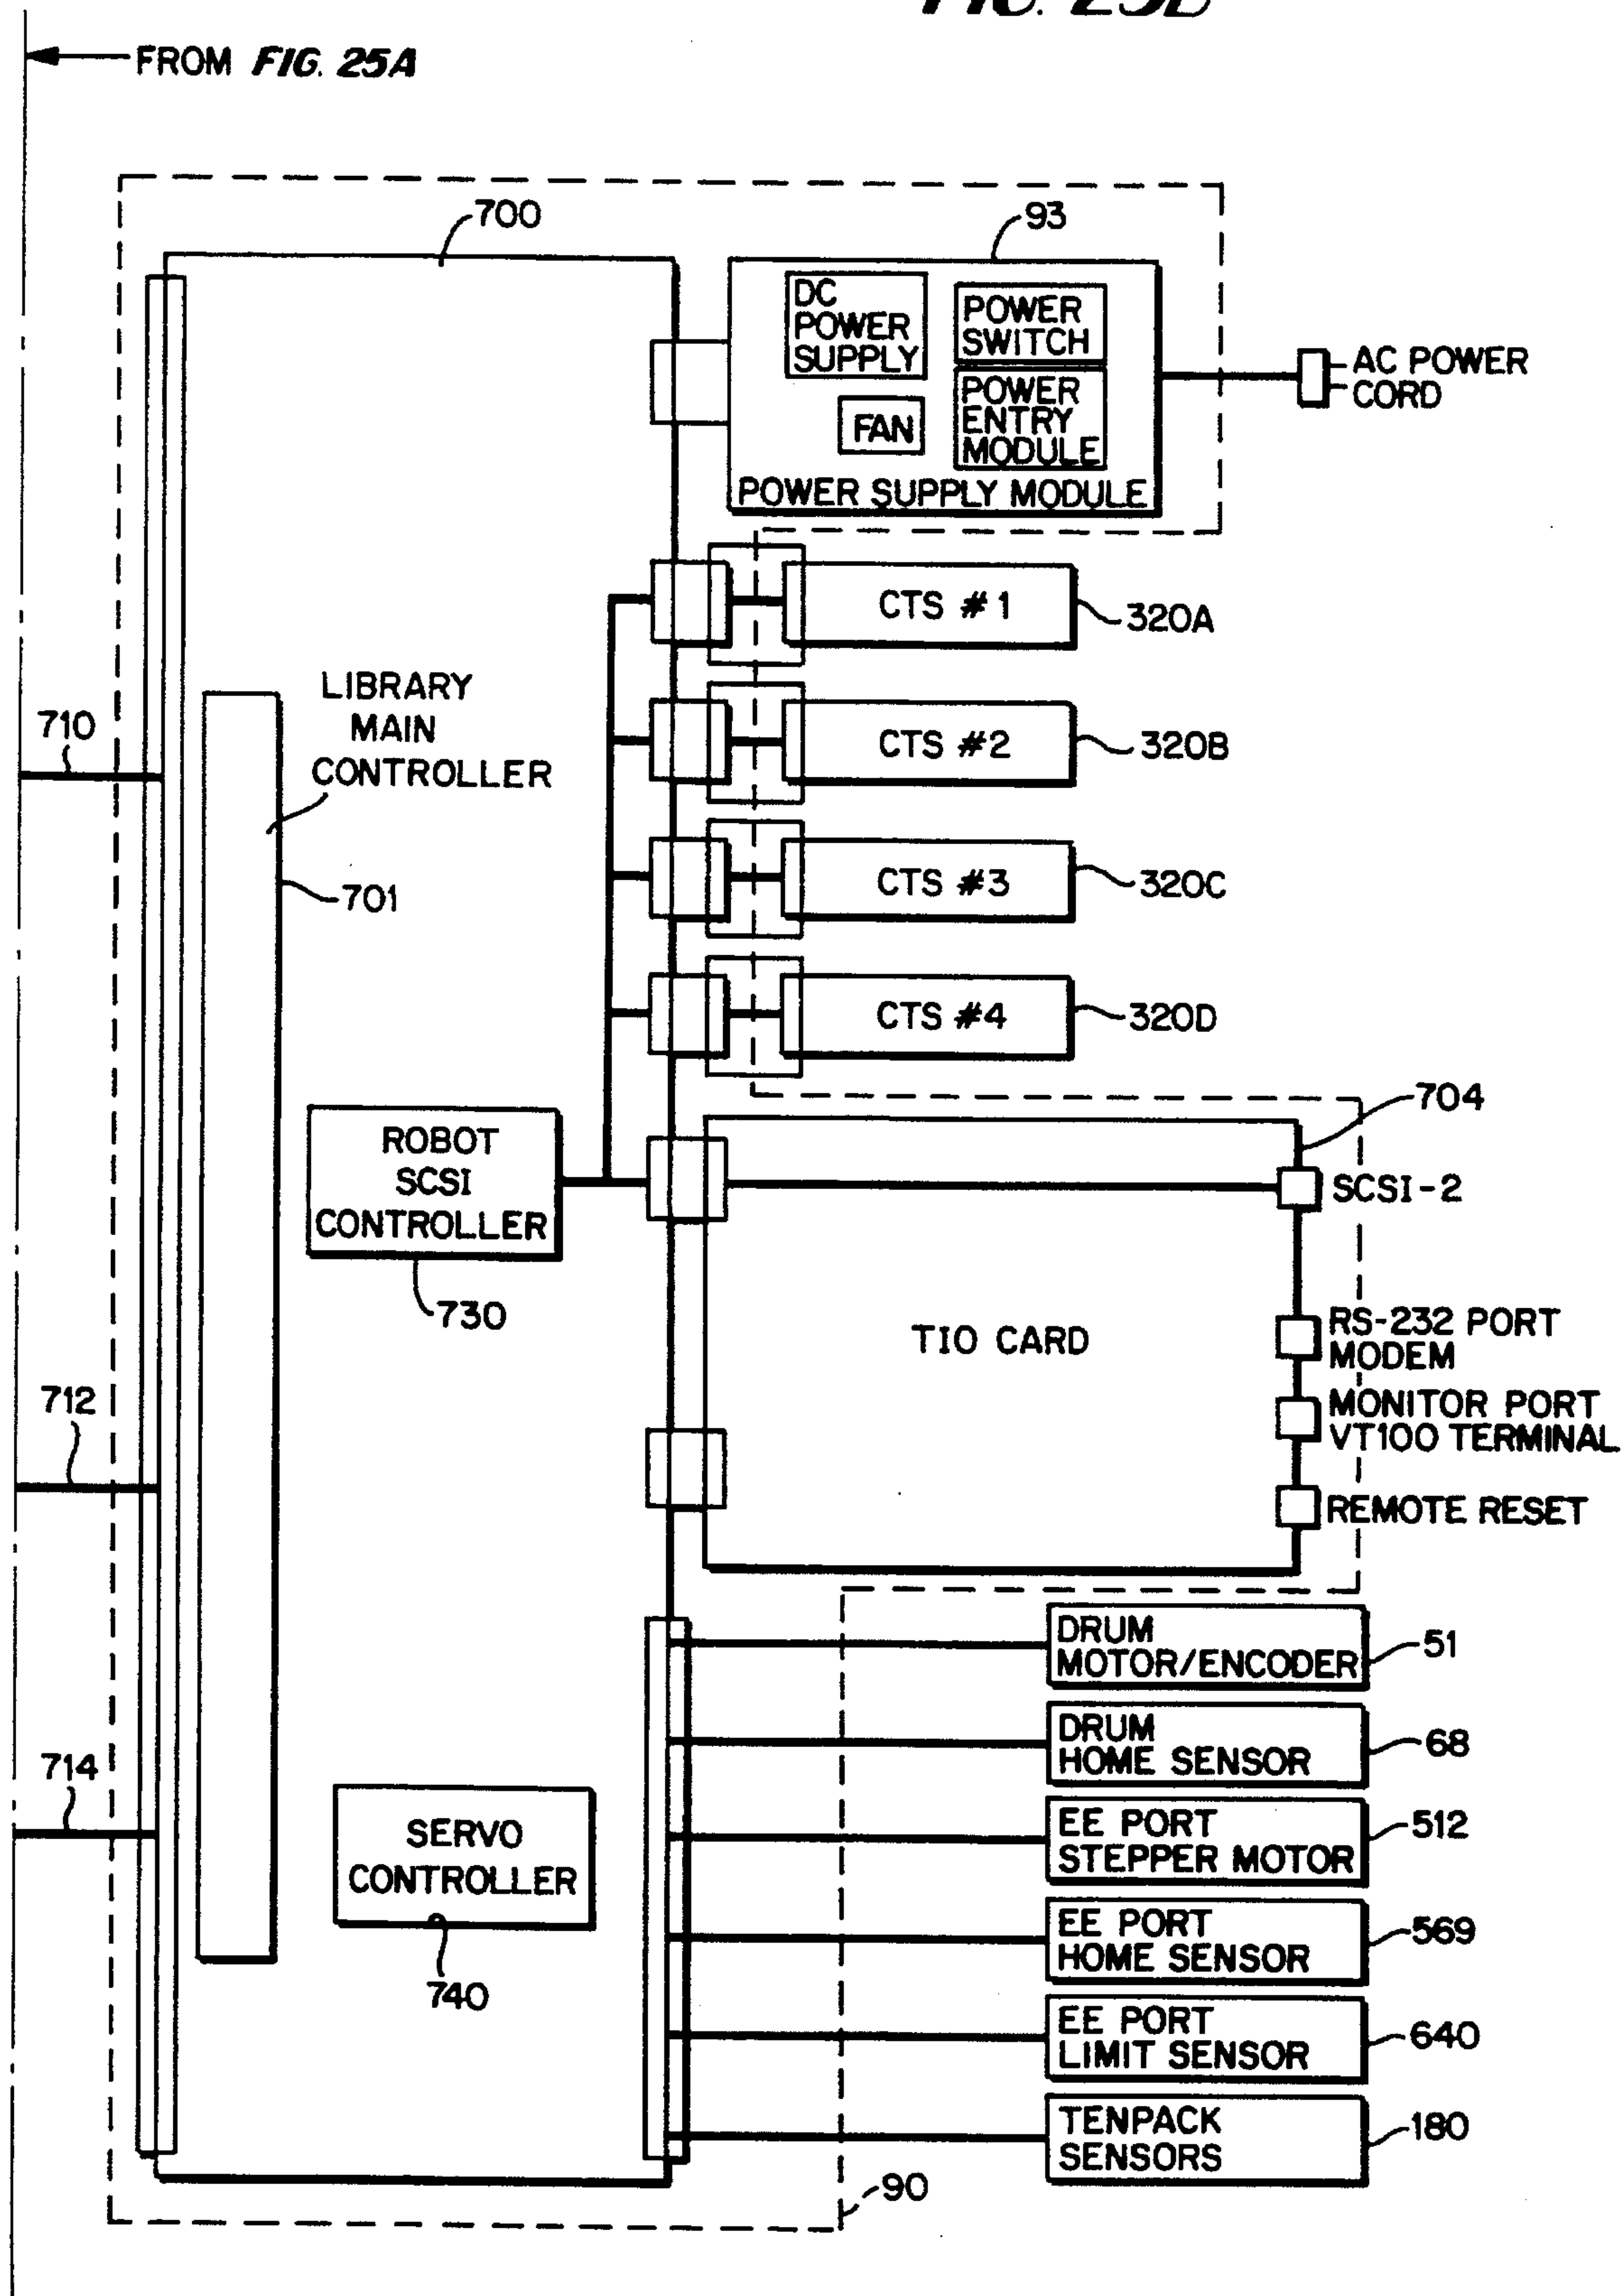 FIG. 25B
FROM FIG. 25A
700
93
DC
POWER
SUPPLY
POWER
SWITCH
FAN
POWER
ENTRY
MODULE
POWER SUPPLY MODULE
AC POWER
CORD
CTS #1
320A
LIBRARY
MAIN
CONTROLLER
710
CTS #2
320B
701
CTS #3
320C
CTS #4
320D
704
ROBOT
SCSI
CONTROLLER
730
SCSI-2
TIO CARD
RS-232 PORT
MODEM
712
MONITOR PORT
VT100 TERMINAL
REMOTE RESET
DRUM
MOTOR/ENCODER
51
DRUM
HOME SENSOR
68
714
SERVO
CONTROLLER
740
EE PORT
STEPPER MOTOR
512
EE PORT
HOME SENSOR
569
EE PORT
LIMIT SENSOR
640
TENPACK
SENSORS
180
90